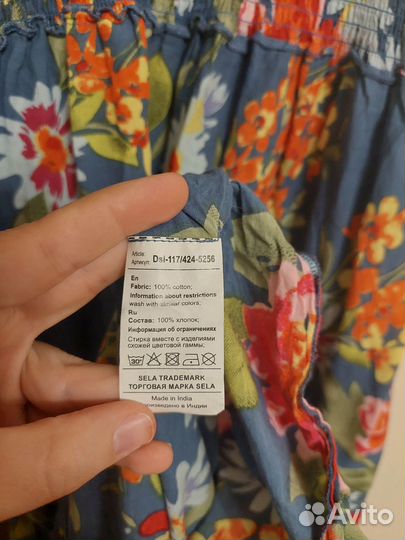 Article: Dsl-117/424-5256
Артикул:
En
Fabric: 100% cotton;
Information about restrictions
wash with similar colors;
Ru
Состав: 100% хлопок;
Информация об ограничениях
Стирка вместе с изделиями
схожей цветовой гаммы;
30°
SELA TRADEMARK
ТОРГОВАЯ МАРКА SELA
Made in India
Произведено в Индии
Avito